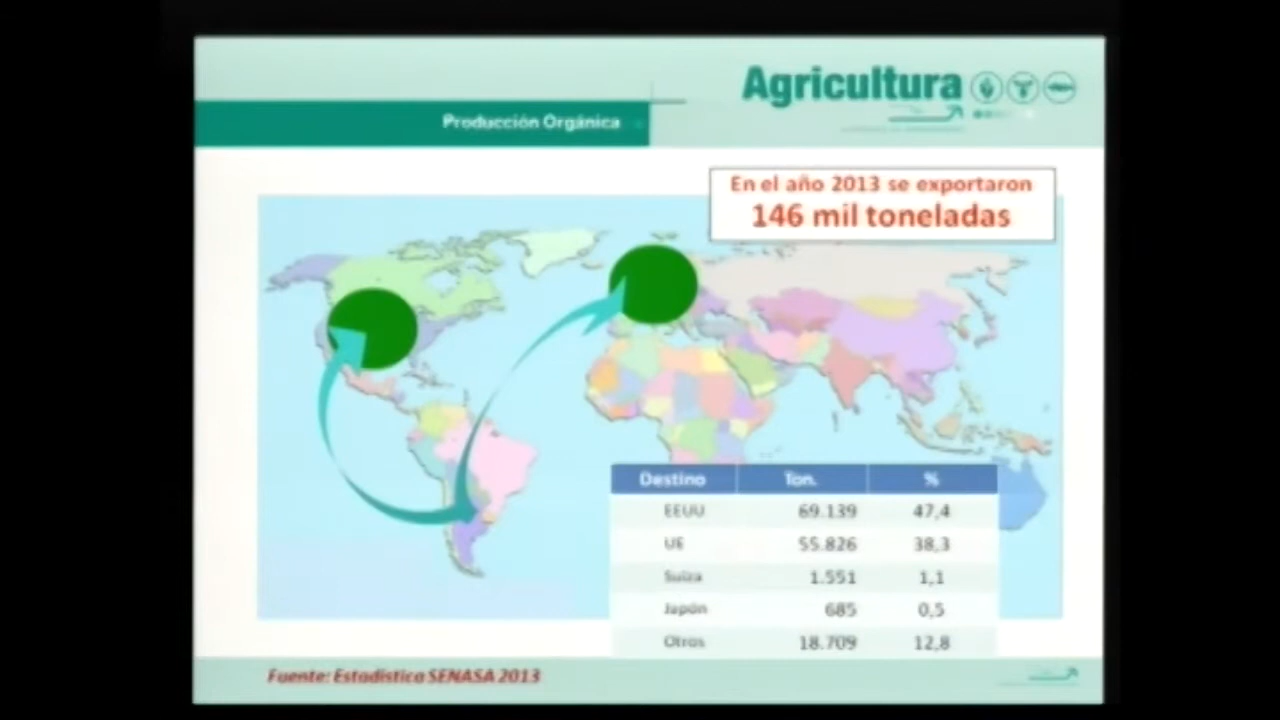 Agricultura
Producción Orgánica
En el año 2013 se exportaron
146 mil toneladas
Destino Ton. %
EEUU 69.139 47,4
UE 55.826 38,3
Suiza 1.551 1,1
Japón 685 0,5
Otros 18.709 12,8
Fuente: Estadística SENASA 2013